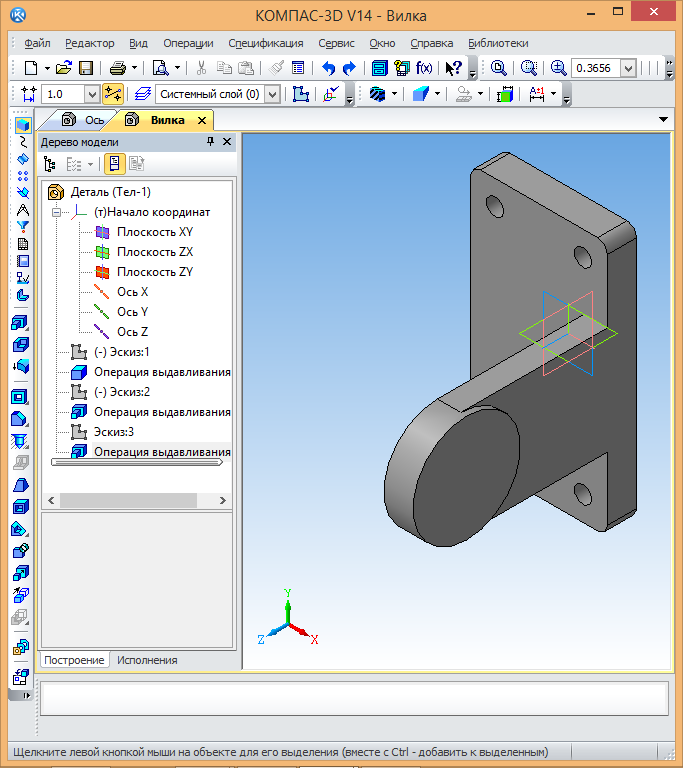 КОМПАС-3D V14 - Вилка
Файл Редактор Вид Операции Спецификация Сервис Окно Справка Библиотеки
f(x) 0.3656
1.0 Системный слой (0)
Ось Вилка
Дерево модели
Деталь (Тел-1)
(т)Начало координат
Плоскость XY
Плоскость ZX
Плоскость ZY
Ось X
Ось Y
Ось Z
(-) Эскиз:1
Операция выдавливания
(-) Эскиз:2
Операция выдавливания
Эскиз:3
Операция выдавливания
Y
Z X
Построение Исполнения
Щелкните левой кнопкой мыши на объекте для его выделения (вместе с Ctrl - добавить к выделенным)